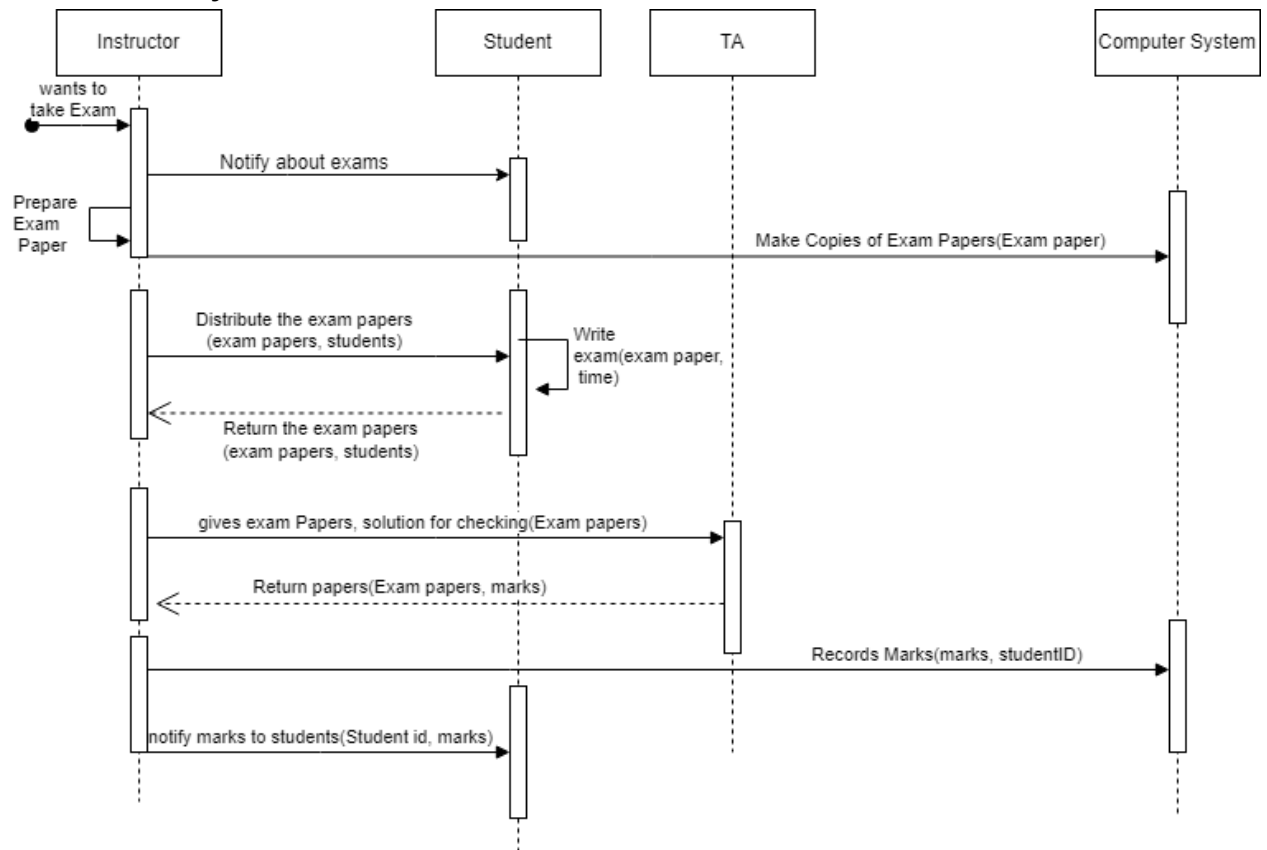 Instructor
Student
TA
Computer System
wants to
take Exam
Notify about exams
Prepare
Exam
Paper
Make Copies of Exam Papers(Exam paper)
Distribute the exam papers
(exam papers, students)
Write
exam(exam paper,
time)
Return the exam papers
(exam papers, students)
gives exam Papers, solution for checking(Exam papers)
Return papers(Exam papers, marks)
Records Marks(marks, studentID)
notify marks to students(Student id, marks)